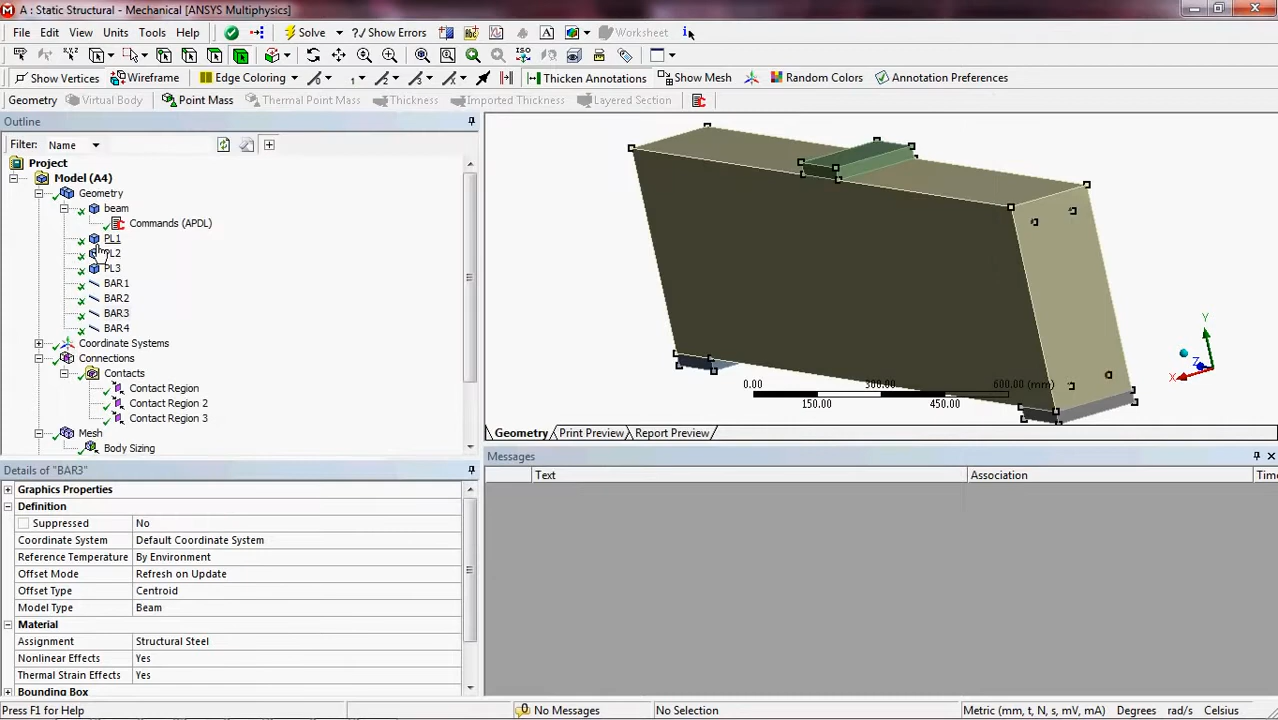 A : Static Structural - Mechanical [ANSYS Multiphysics]
File Edit View Units Tools Help Solve Show Errors Worksheet
Show Vertices Wireframe Edge Coloring Thicken Annotations Show Mesh Random Colors Annotation Preferences
Geometry Virtual Body Point Mass Thermal Point Mass Thickness Imported Thickness Layered Section
Outline
Filter: Name
Project
Model (A4)
Geometry
beam
Commands (APDL)
PL1
PL2
PL3
BAR1
BAR2
BAR3
BAR4
Coordinate Systems
Connections
Contacts
Contact Region
Contact Region 2
Contact Region 3
Mesh
Body Sizing
Details of "BAR3"
Graphics Properties
Definition
Suppressed No
Coordinate System Default Coordinate System
Reference Temperature By Environment
Offset Mode Refresh on Update
Offset Type Centroid
Model Type Beam
Material
Assignment Structural Steel
Nonlinear Effects Yes
Thermal Strain Effects Yes
Bounding Box
Y
Z
X
0.00 300.00 600.00 (mm)
150.00 450.00
Geometry Print Preview Report Preview
Messages
Text Association Time
Press F1 for Help No Messages No Selection Metric (mm, t, N, s, mV, mA) Degrees rad/s Celsius